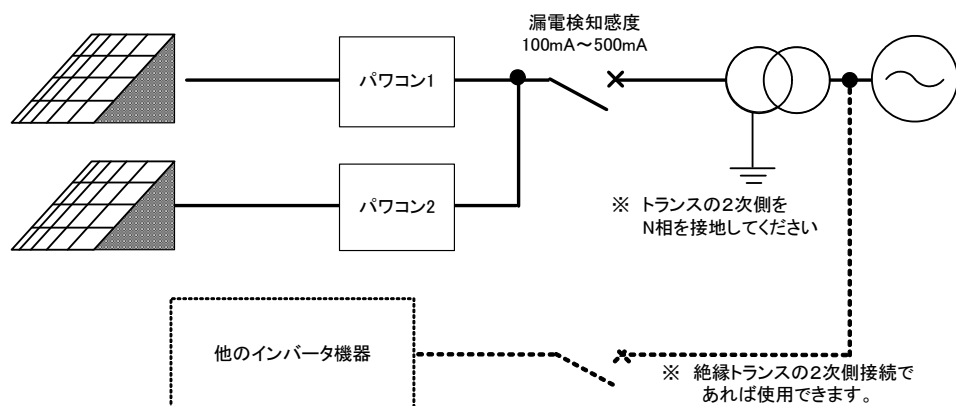 漏電検知感度
100mA～500mA
パワコン1
パワコン2
※ トランスの２次側を
N相を接地してください
他のインバータ機器
※ 絶縁トランスの２次側接続で
あれば使用できます。